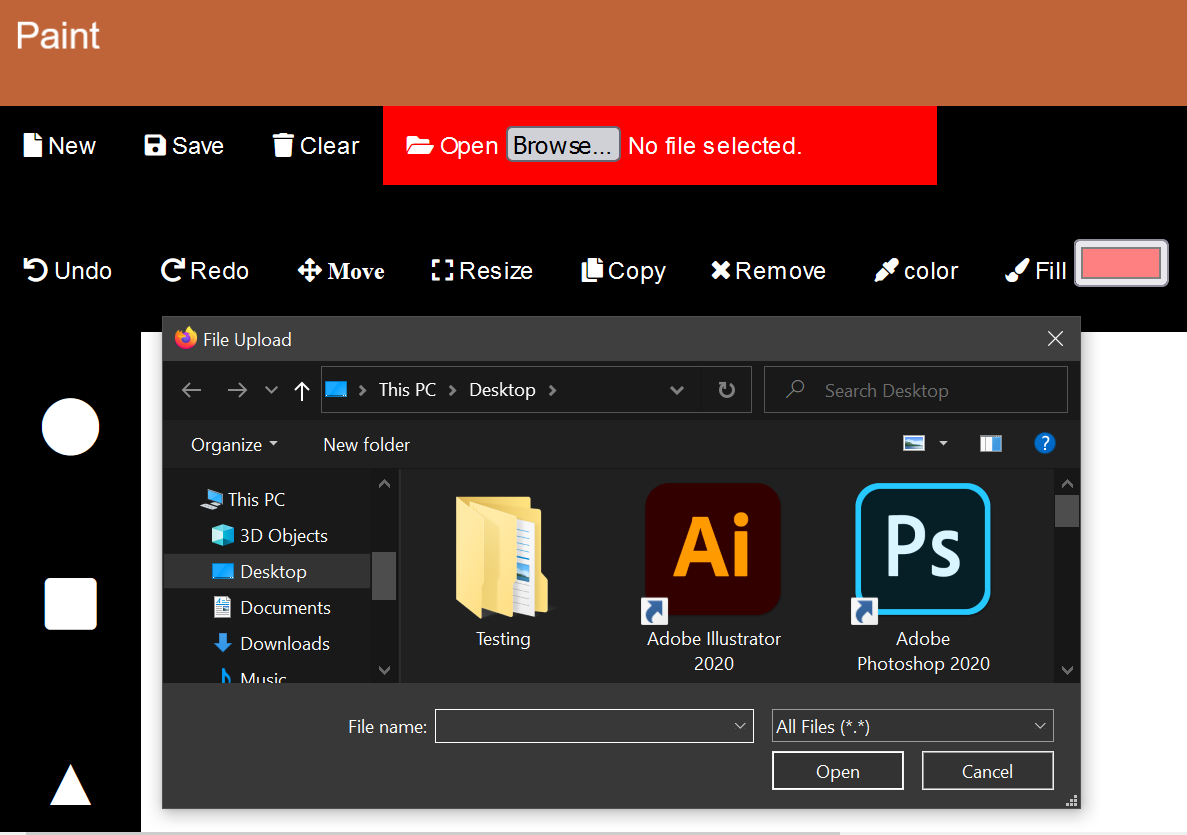 Paint
New Save Clear Open Browse... No file selected.
Undo Redo Move Resize Copy Remove color Fill
File Upload
This PC Desktop Search Desktop
Organize New folder ?
This PC
3D Objects
Desktop
Documents
Downloads
Music
Ai
Ps
Testing
Adobe Illustrator
2020
Adobe
Photoshop 2020
File name: All Files (*.*)
Open Cancel